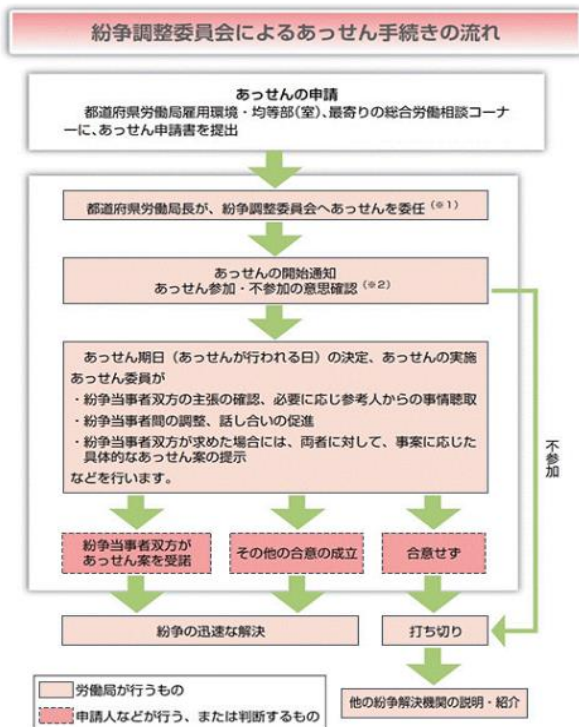 紛争調整委員会によるあっせん手続きの流れ
あっせんの申請
都道府県労働局雇用環境・均等部(室)、最寄りの総合労働相談コーナ
ーに、あっせん申請書を提出
都道府県労働局長が、紛争調整委員会へあっせんを委任(※1)
あっせんの開始通知
あっせん参加・不参加の意思確認(※2)
あっせん期日(あっせんが行われる日)の決定、あっせんの実施
あっせん委員が
・紛争当事者双方の主張の確認、必要に応じ参考人からの事情聴取
・紛争当事者間の調整、話し合いの促進
・紛争当事者双方が求めた場合には、両者に対して、事案に応じた
具体的なあっせん案の提示
などを行います。
不参加
紛争当事者双方が
あっせん案を受諾
その他の合意の成立
合意せず
紛争の迅速な解決
打ち切り
他の紛争解決機関の説明・紹介
労働局が行うもの
申請人などが行う、または判断するもの